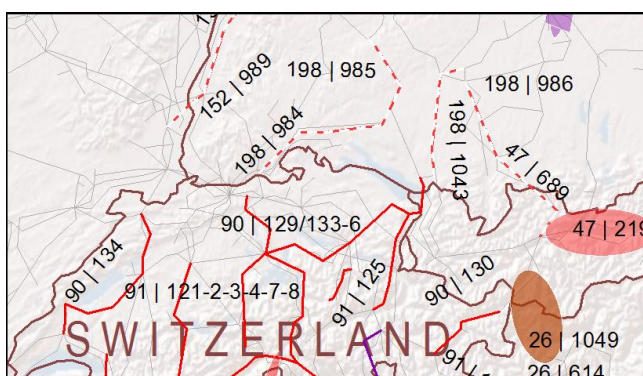 152 | 989
198 | 985
198 | 986
198 | 984
198 | 1043
47 | 689
47 | 219
90 | 129/133-6
90 | 134
91 | 121-2-3-4-7-8
91 | 125
90 | 130
SWITZERLAND
26 | 1049
26 | 614